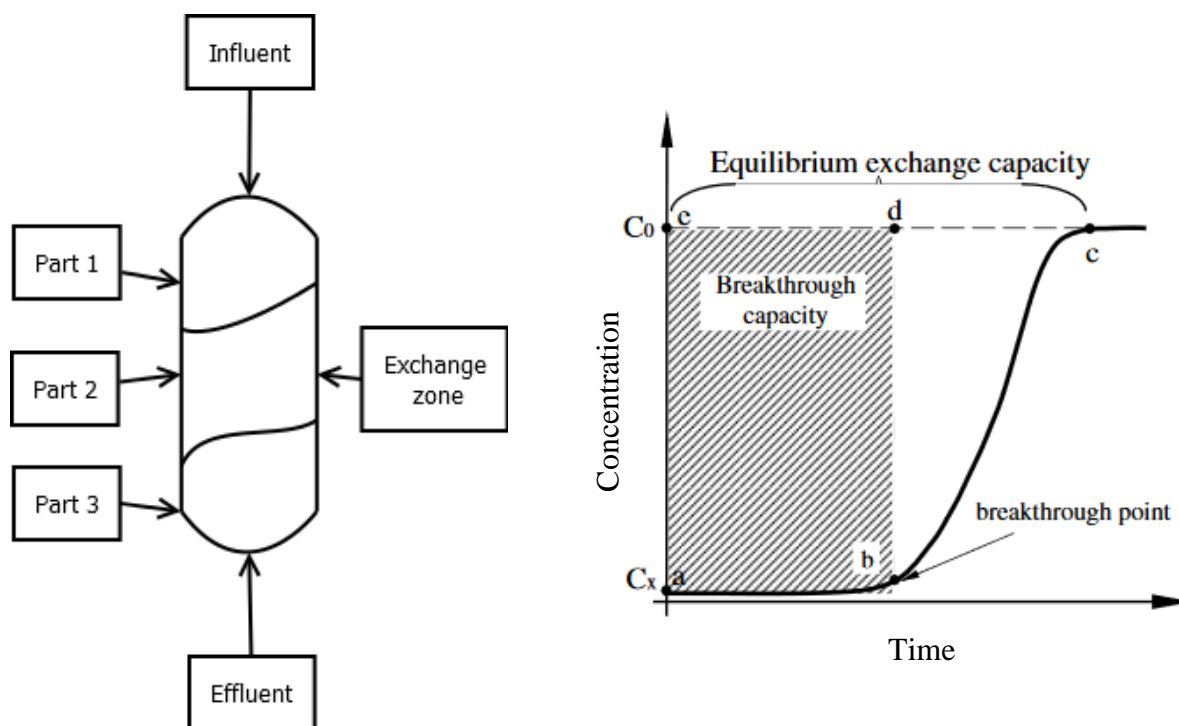 Influent
Part 1
Part 2
Part 3
Exchange
zone
Effluent
Equilibrium exchange capacity
C₀
e
d
c
Breakthrough
capacity
Concentration
breakthrough point
b
Cₓ
a
Time